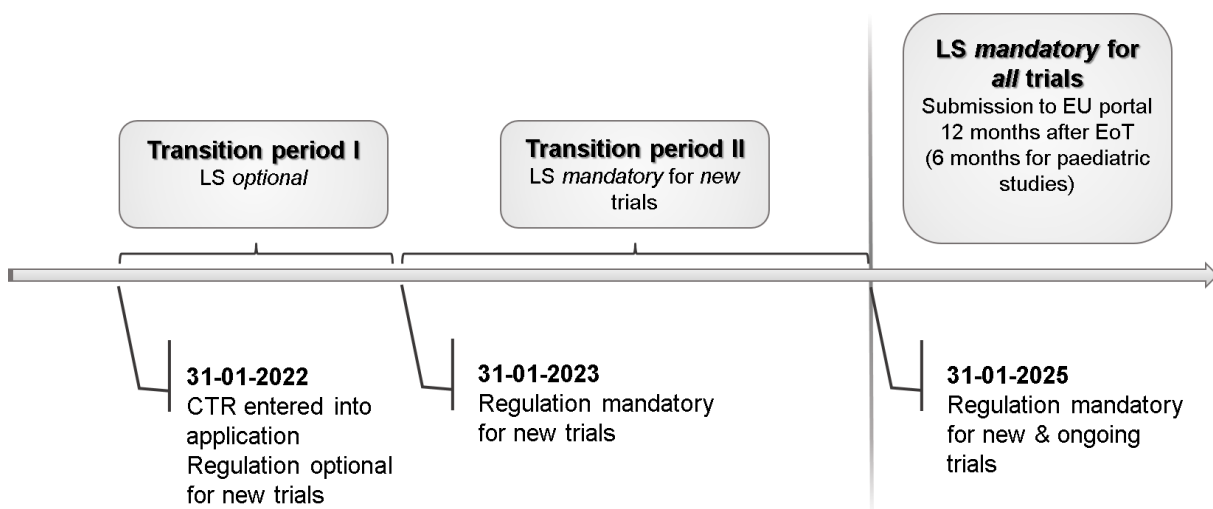 Transition period I
LS optional
Transition period II
LS mandatory for new
trials
LS mandatory for
all trials
Submission to EU portal
12 months after EoT
(6 months for paediatric
studies)
31-01-2022
CTR entered into
application
Regulation optional
for new trials
31-01-2023
Regulation mandatory
for new trials
31-01-2025
Regulation mandatory
for new & ongoing
trials